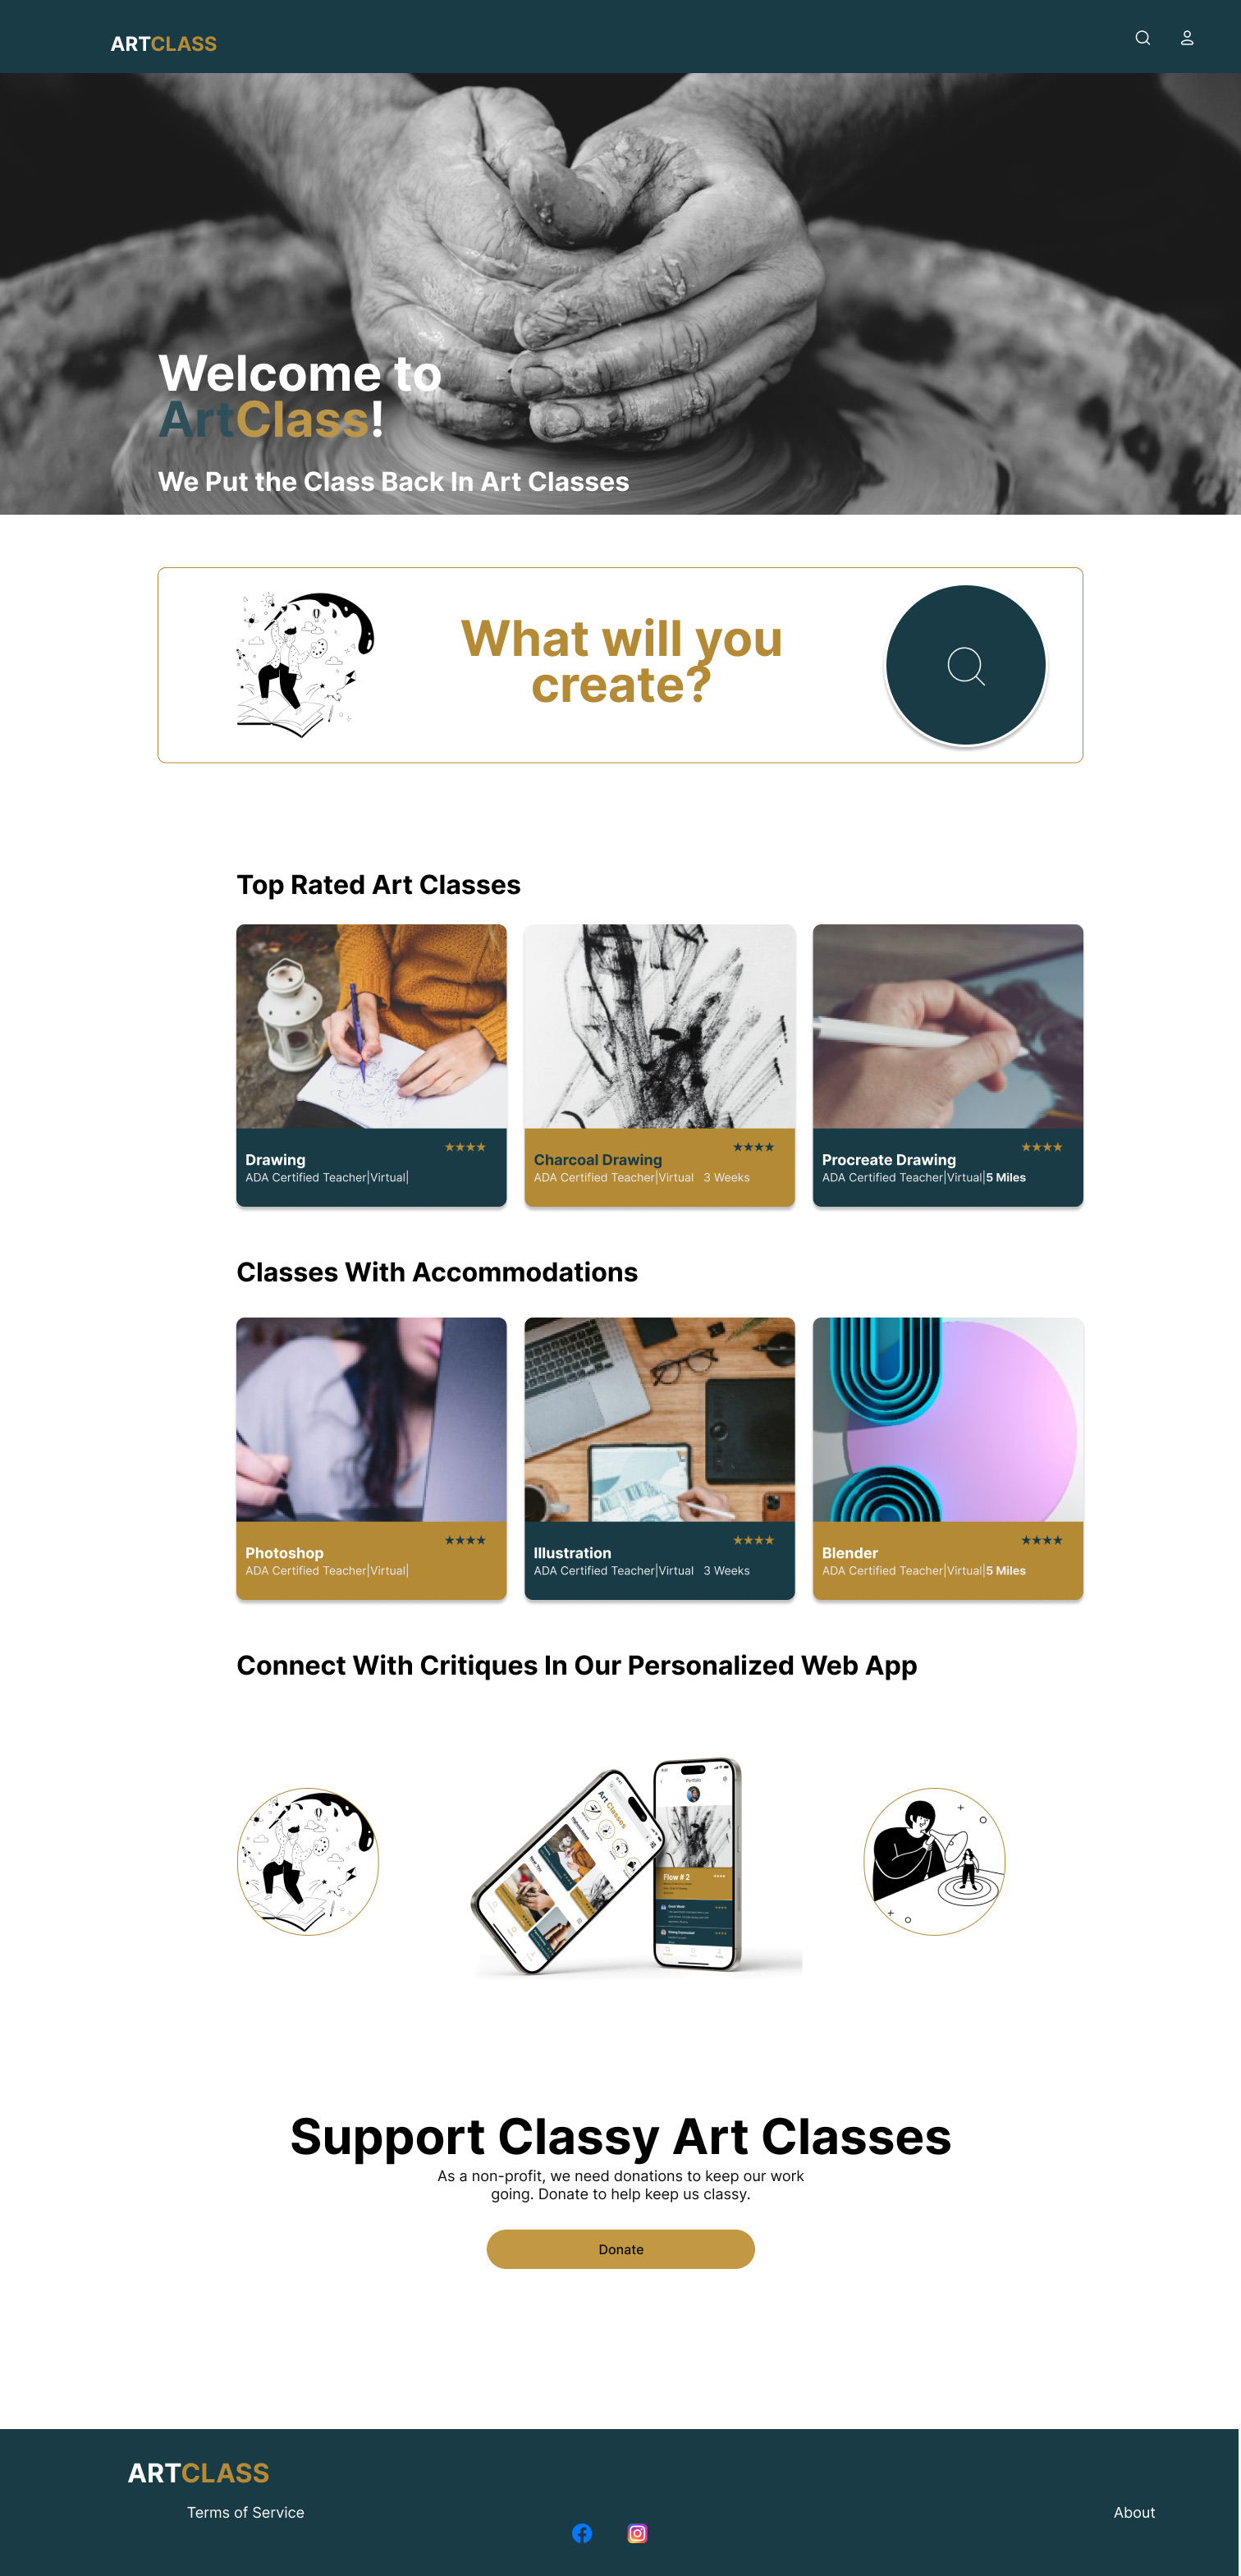 ARTCLASS
Welcome to
ArtClass!
We Put the Class Back In Art Classes
What will you
create?
Top Rated Art Classes
★★★★
Drawing
ADA Certified Teacher|Virtual|
★★★★
Charcoal Drawing
ADA Certified Teacher|Virtual 3 Weeks
★★★★
Procreate Drawing
ADA Certified Teacher|Virtual|5 Miles
Classes With Accommodations
★★★★
Photoshop
ADA Certified Teacher|Virtual|
★★★★
Illustration
ADA Certified Teacher|Virtual 3 Weeks
★★★★
Blender
ADA Certified Teacher|Virtual|5 Miles
Connect With Critiques In Our Personalized Web App
Art Classes
Portfolio
Flow # 2
Support Classy Art Classes
As a non-profit, we need donations to keep our work
going. Donate to help keep us classy.
Donate
ARTCLASS
Terms of Service
About